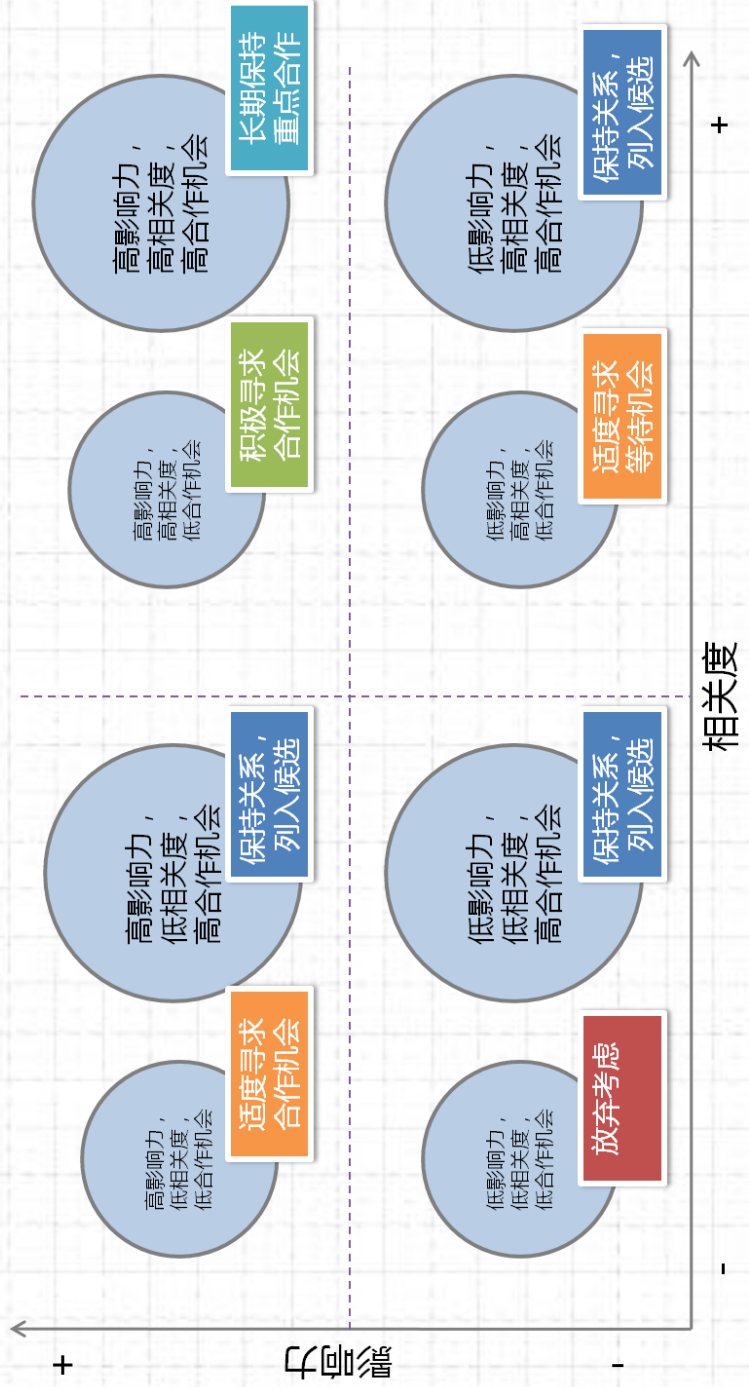 +
高影响力，
低相关度，
低合作机会
适度寻求
合作机会
高影响力，
低相关度，
高合作机会
保持关系，
列入候选
高影响力，
高相关度，
低合作机会
积极寻求
合作机会
高影响力，
高相关度，
高合作机会
长期保持
重点合作
影响力
低影响力，
低相关度，
低合作机会
放弃考虑
低影响力，
低相关度，
高合作机会
保持关系，
列入候选
低影响力，
高相关度，
低合作机会
适度寻求
等待机会
低影响力，
高相关度，
高合作机会
保持关系，
列入候选
-
-
相关度
+